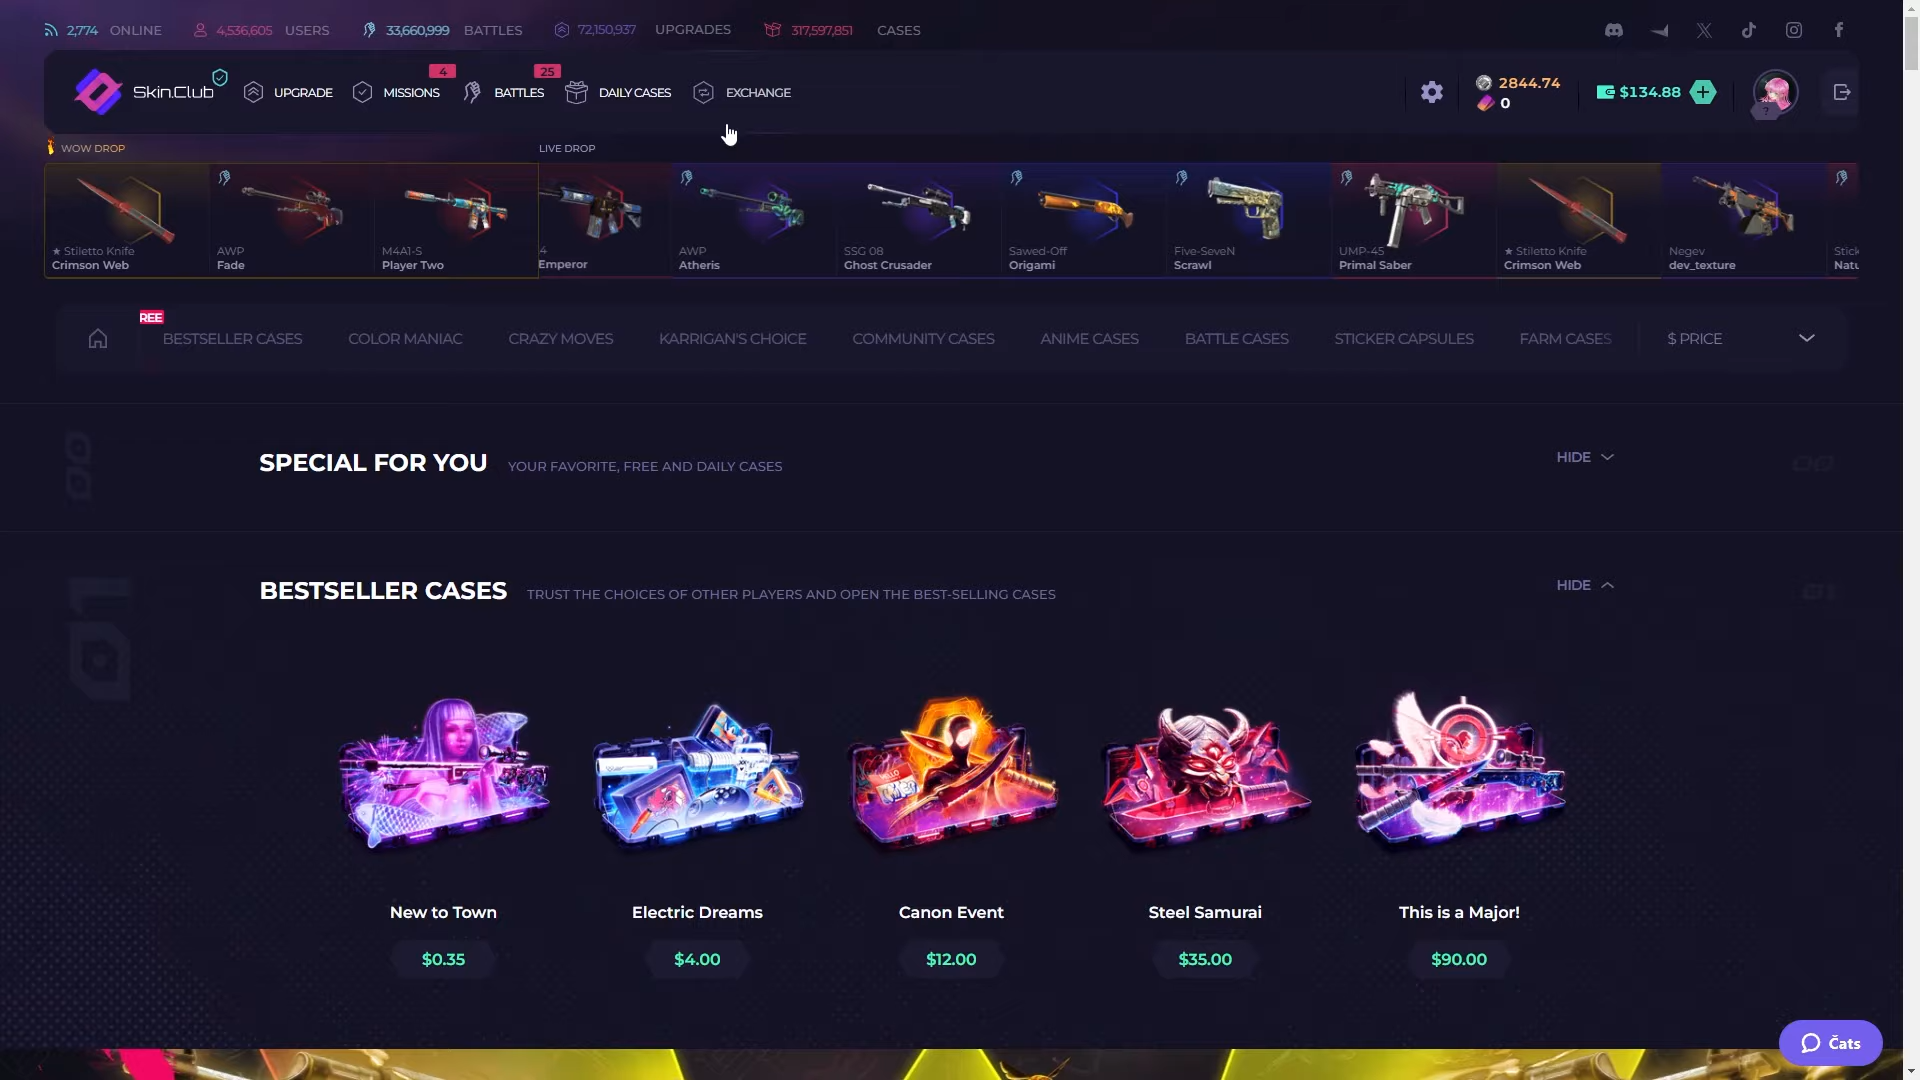 2,774 ONLINE 4,536,605 USERS 33,660,999 BATTLES 72,150,937 UPGRADES 317,597,851 CASES
Skin.Club UPGRADE 4 MISSIONS 25 BATTLES DAILY CASES EXCHANGE 2844.74 0 $134.88 ?
WOW DROP LIVE DROP
★ Stiletto Knife
Crimson Web
AWP
Fade
M4A1-S
Player Two
4
Emperor
AWP
Atheris
SSG 08
Ghost Crusader
Sawed-Off
Origami
Five-SeveN
Scrawl
UMP-45
Primal Saber
★ Stiletto Knife
Crimson Web
Negev
dev_texture
Stick
Natu
REE
BESTSELLER CASES COLOR MANIAC CRAZY MOVES KARRIGAN'S CHOICE COMMUNITY CASES ANIME CASES BATTLE CASES STICKER CAPSULES FARM CASES $ PRICE
SPECIAL FOR YOU YOUR FAVORITE, FREE AND DAILY CASES HIDE
BESTSELLER CASES TRUST THE CHOICES OF OTHER PLAYERS AND OPEN THE BEST-SELLING CASES HIDE
01
New to Town
$0.35
Electric Dreams
$4.00
Canon Event
$12.00
Steel Samurai
$35.00
This is a Major!
$90.00
Čats